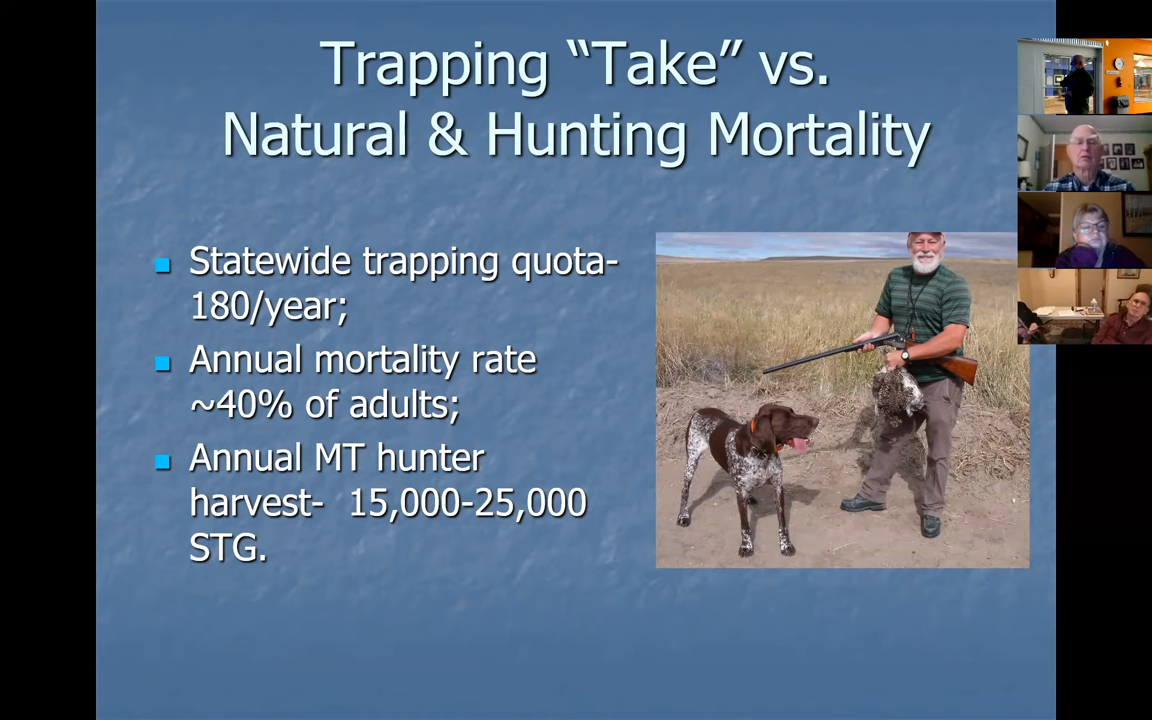 Trapping “Take” vs.
Natural & Hunting Mortality
Statewide trapping quota-
180/year;
Annual mortality rate
~40% of adults;
Annual MT hunter
harvest-  15,000-25,000
STG.